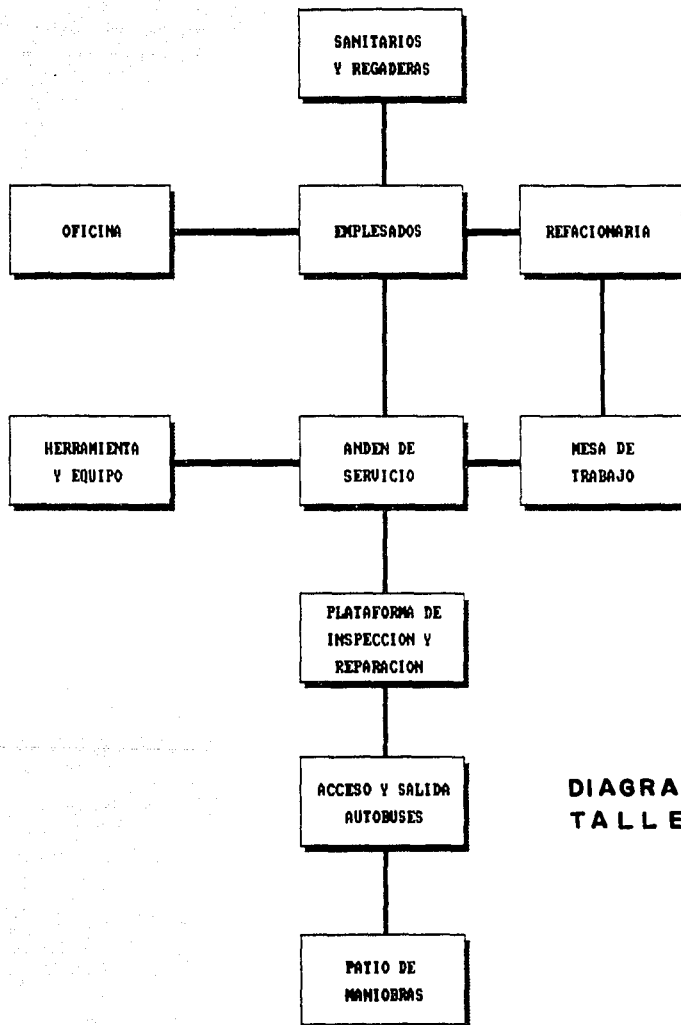 SANITARIOS
Y REGADERAS
OFICINA
EMPLESADOS
REFACIONARIA
HERRAMIENTA
Y EQUIPO
ANDEN DE
SERVICIO
MESA DE
TRABAJO
PLATAFORMA DE
INSPECCION Y
REPARACION
ACCESO Y SALIDA
AUTOBUSES
DIAGRA
TALLE
PATIO DE
MANIOBRAS